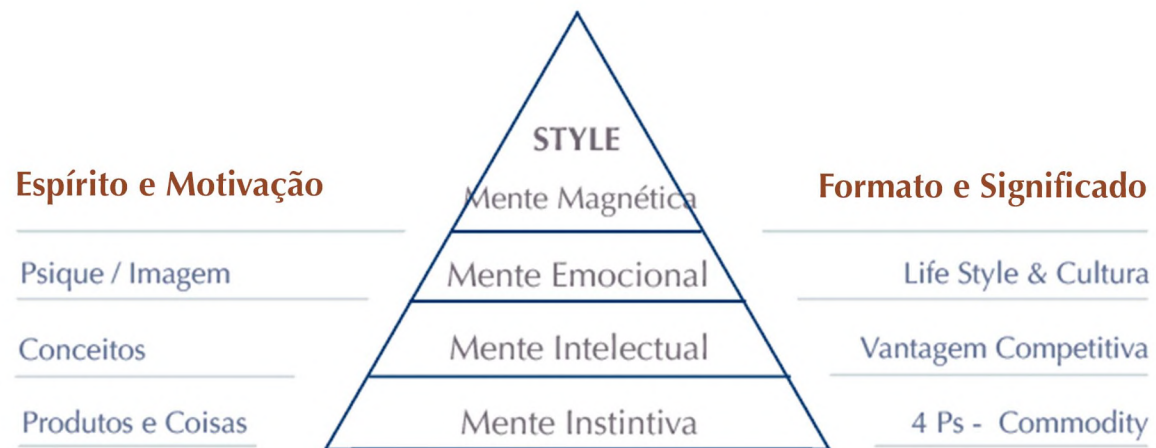 STYLE
Espírito e Motivação
Mente Magnética
Formato e Significado
Psique / Imagem
Mente Emocional
Life Style & Cultura
Conceitos
Mente Intelectual
Vantagem Competitiva
Produtos e Coisas
Mente Instintiva
4 Ps - Commodity